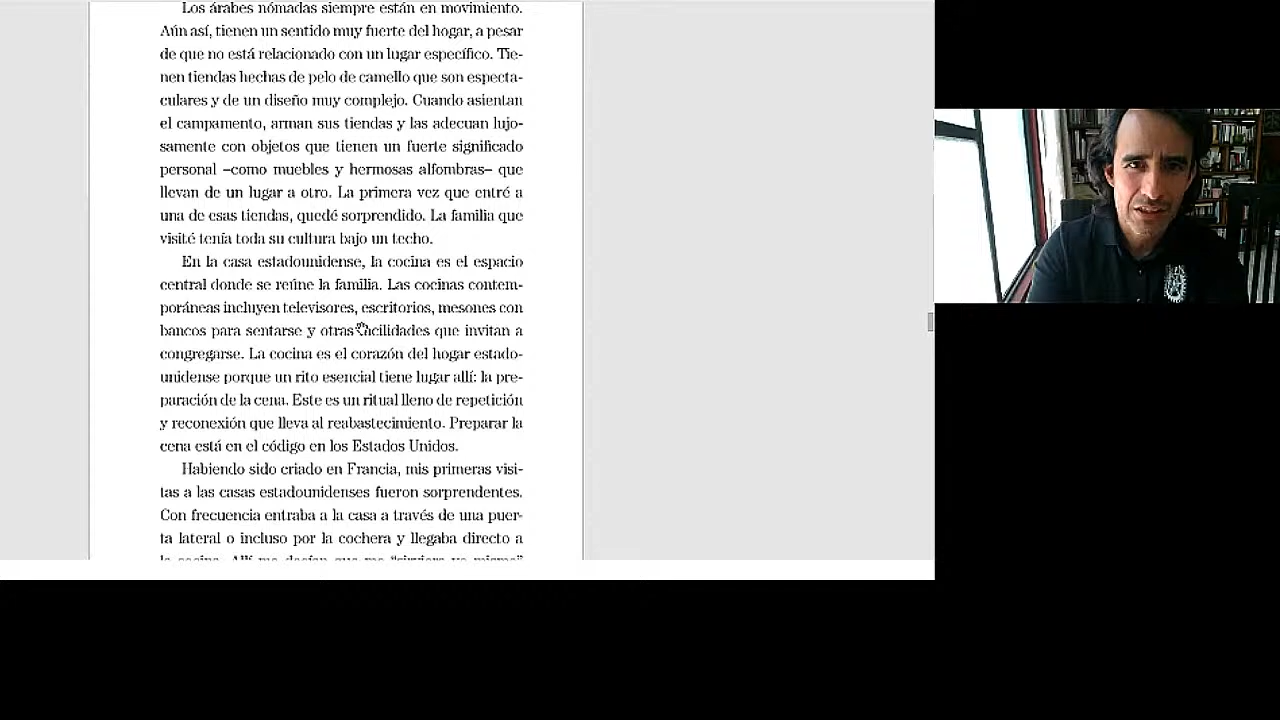 Los árabes nómadas siempre están en movimiento.
Aún así, tienen un sentido muy fuerte del hogar, a pesar
de que no está relacionado con un lugar específico. Tie-
nen tiendas hechas de pelo de camello que son especta-
culares y de un diseño muy complejo. Cuando asientan
el campamento, arman sus tiendas y las adecuan lujo-
samente con objetos que tienen un fuerte significado
personal –como muebles y hermosas alfombras– que
llevan de un lugar a otro. La primera vez que entré a
una de esas tiendas, quedé sorprendido. La familia que
visité tenía toda su cultura bajo un techo.
En la casa estadounidense, la cocina es el espacio
central donde se reúne la familia. Las cocinas contem-
poráneas incluyen televisores, escritorios, mesones con
bancos para sentarse y otras facilidades que invitan a
congregarse. La cocina es el corazón del hogar estado-
unidense porque un rito esencial tiene lugar allí: la pre-
paración de la cena. Este es un ritual lleno de repetición
y reconexión que lleva al reabastecimiento. Preparar la
cena está en el código en los Estados Unidos.
Habiendo sido criado en Francia, mis primeras visi-
tas a las casas estadounidenses fueron sorprendentes.
Con frecuencia entraba a la casa a través de una puer-
ta lateral o incluso por la cochera y llegaba directo a
la cocina. Allí me decían que me "sirviera yo mismo"